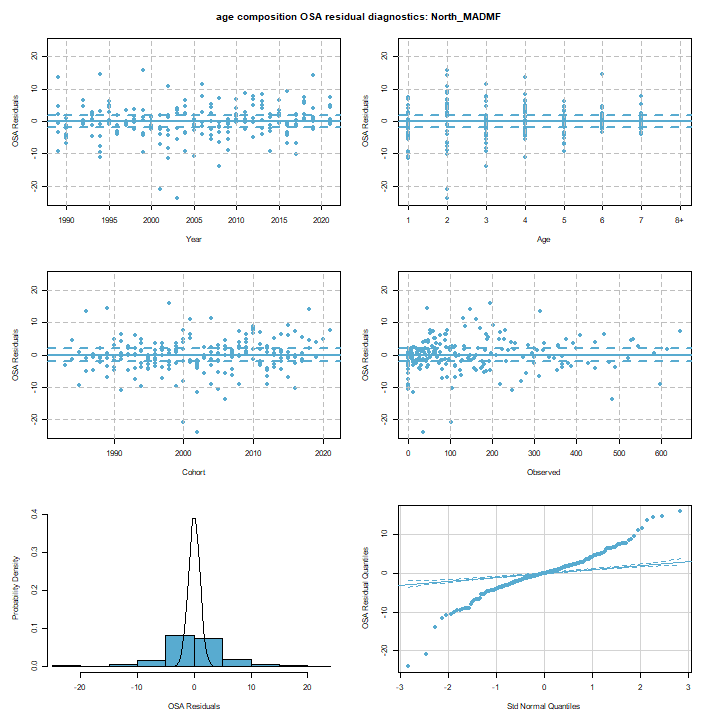 age composition OSA residual diagnostics: North_MADMF
OSA Residuals
20
10
0
-10
-20
1990 1995 2000 2005 2010 2015 2020
Year
OSA Residuals
20
10
0
-10
-20
1 2 3 4 5 6 7 8+
Age
OSA Residuals
20
10
0
-10
-20
1990 2000 2010 2020
Cohort
OSA Residuals
20
10
0
-10
-20
0 100 200 300 400 500 600
Observed
Probability Density
0.4
0.3
0.2
0.1
0.0
-20 -10 0 10 20
OSA Residuals
OSA Residual Quantiles
10
0
-10
-20
-3 -2 -1 0 1 2 3
Std Normal Quantiles